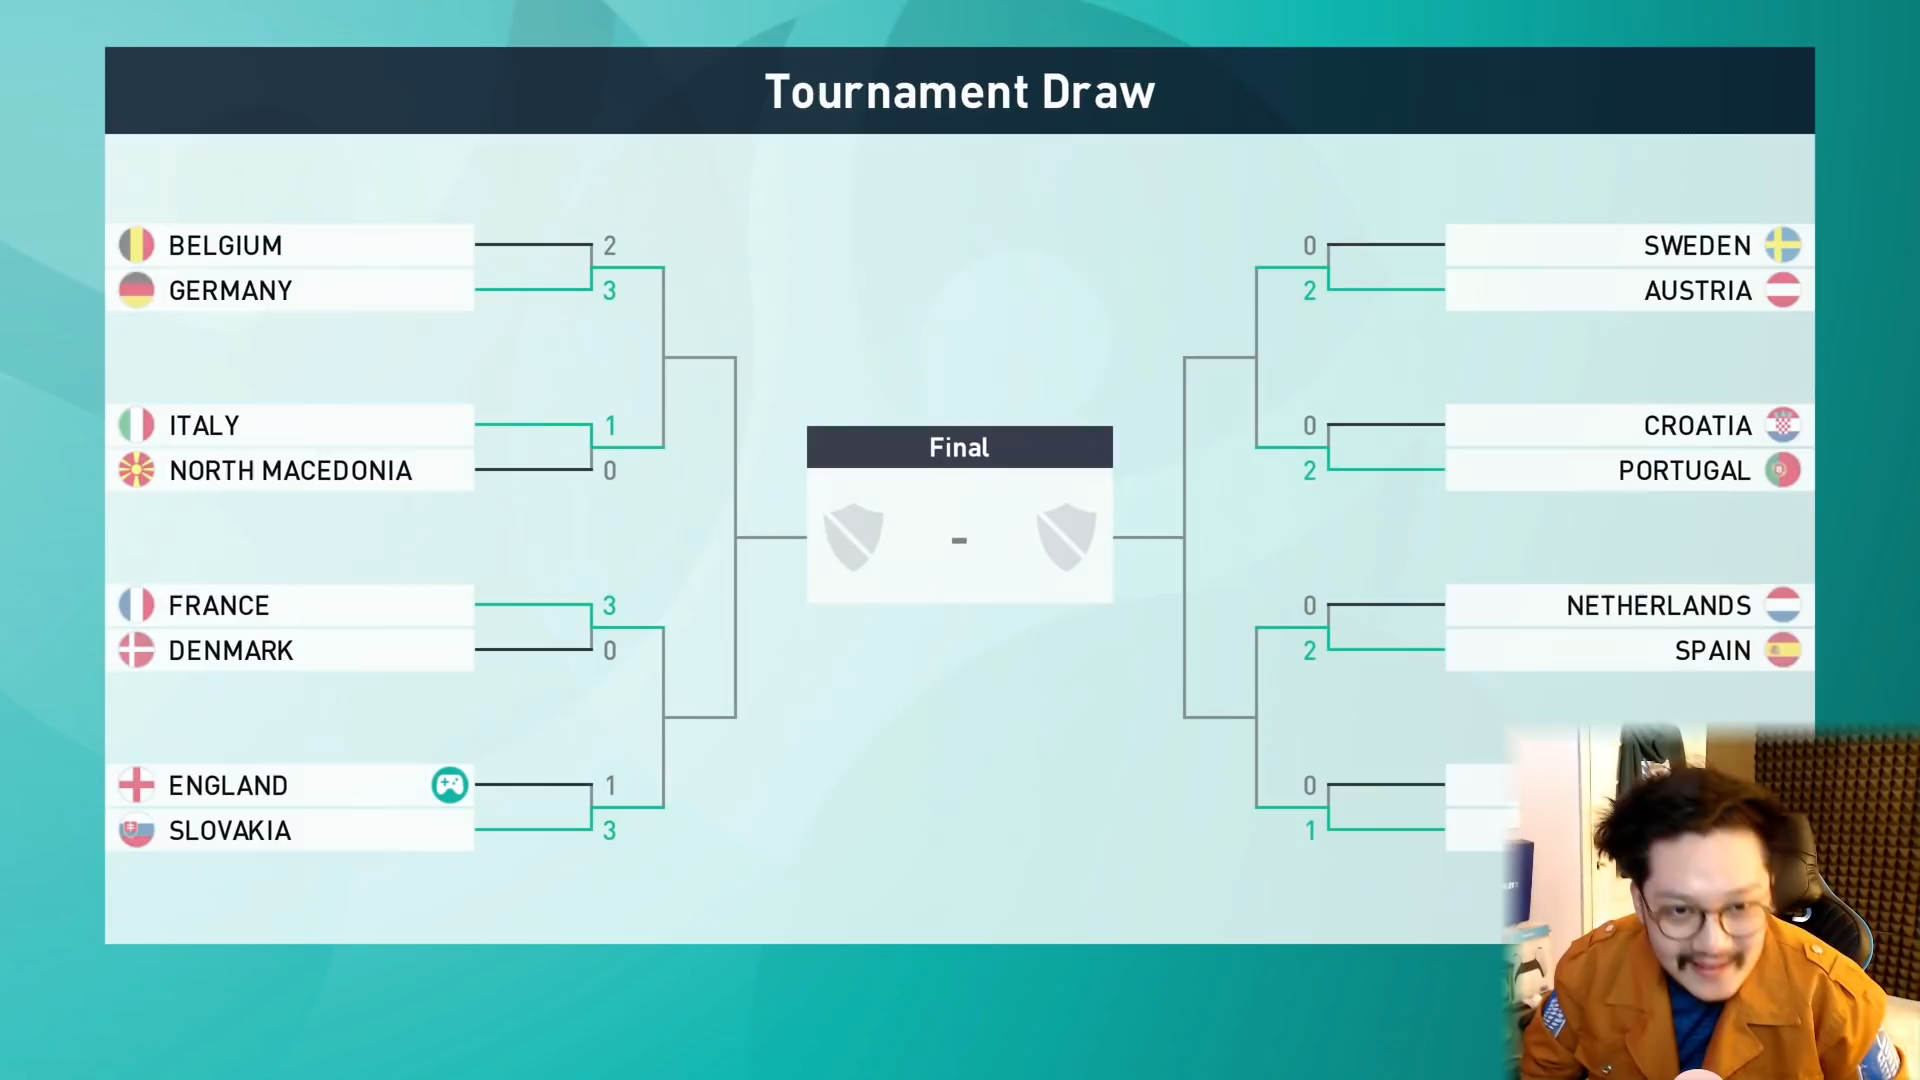 Tournament Draw
BELGIUM 2
GERMANY 3
ITALY 1
NORTH MACEDONIA 0
FRANCE 3
DENMARK 0
ENGLAND 1
SLOVAKIA 3
Final
-
0 SWEDEN
2 AUSTRIA
0 CROATIA
2 PORTUGAL
0 NETHERLANDS
2 SPAIN
0
1